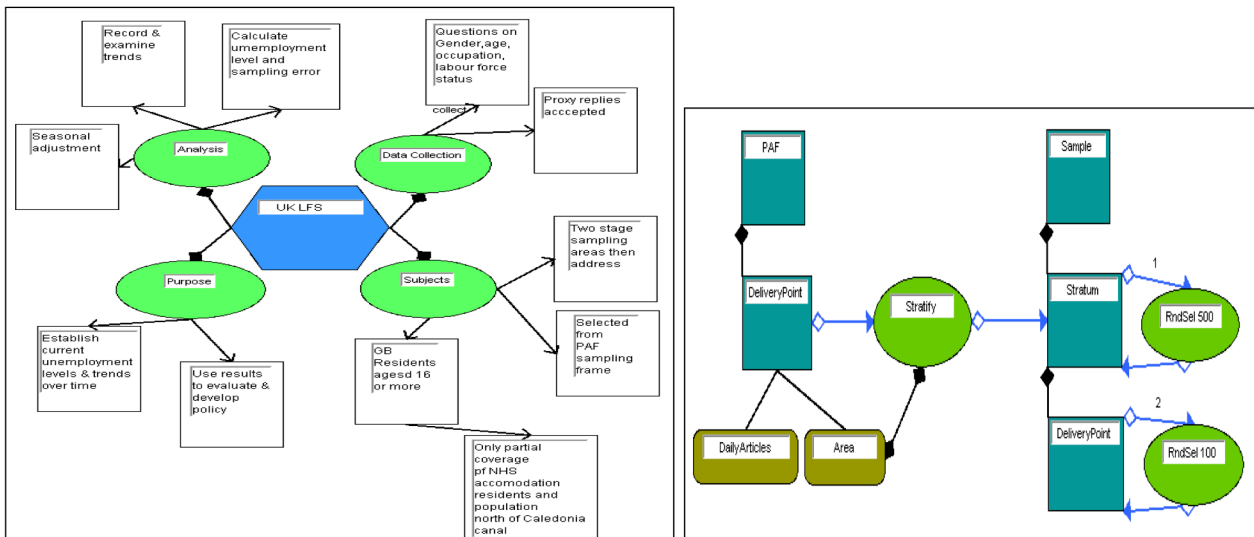 Record &
examine
trends
Calculate
umemployment
level and
sampling error
Questions on
Gender,age,
occupation,
labour force
status
collect
Proxy replies
acccepted
Seasonal
adjustment
Analysis
Data Collection
UK LFS
Purpose
Subjects
Two stage
sampling
areas then
address
Establish
current
unemployment
levels & trends
over time
Use results
to evaluate &
develop
policy
GB
Residents
agesd 16
or more
Selected
from
PAF
sampling
frame
Only partial
coverage
pf NHS
accomodation
residents and
population
north of Caledonia
canal
PAF
Sample
DeliveryPoint
Stratify
Stratum
1
RndSel 500
DailyArticles
Area
DeliveryPoint
2
RndSel 100